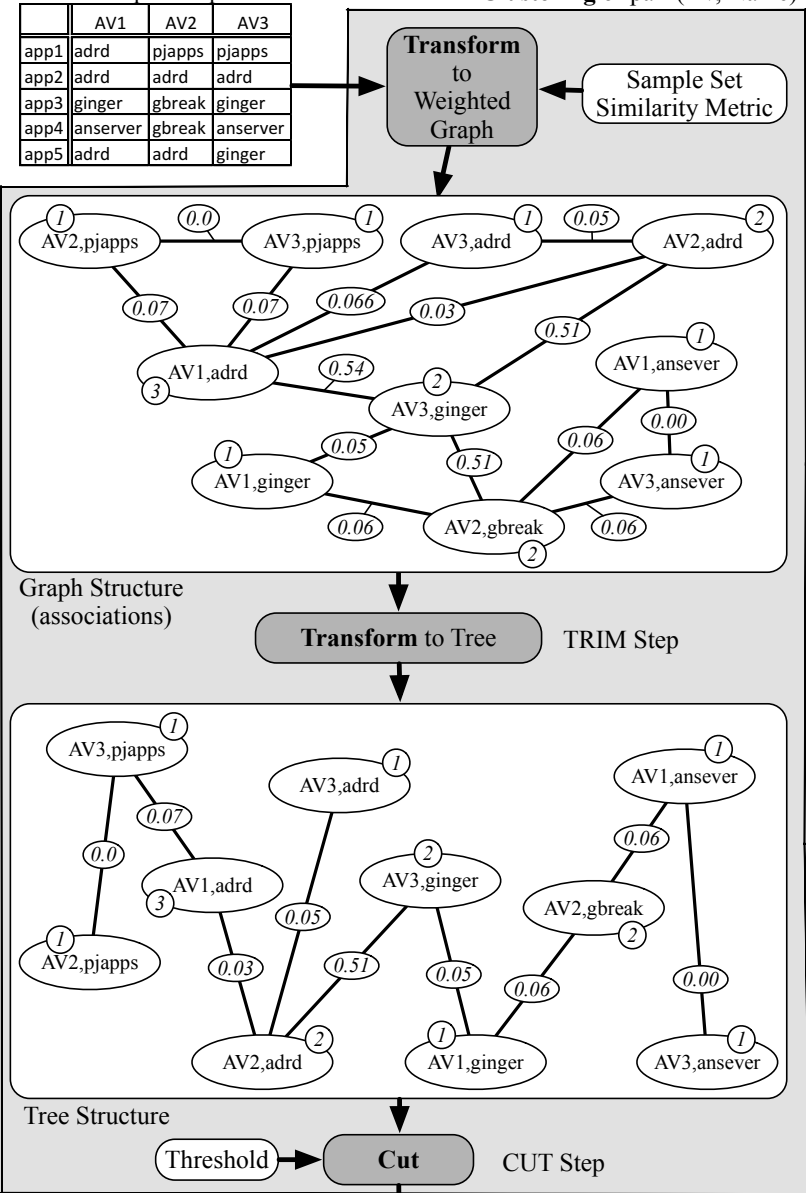 AV1 AV2 AV3
app1 adrd pjapps pjapps
app2 adrd adrd adrd
app3 ginger gbreak ginger
app4 anserver gbreak anserver
app5 adrd adrd ginger
Transform
to
Weighted
Graph
Sample Set
Similarity Metric
1
AV2,pjapps
0.0
1
AV3,pjapps
1
AV3,adrd
0.05
2
AV2,adrd
0.07
0.07
0.066
0.03
0.51
AV1,adrd
3
0.54
2
AV3,ginger
1
AV1,ansever
0.05
0.51
0.06
0.00
1
AV1,ginger
1
AV3,ansever
0.06
AV2,gbreak
2
0.06
Graph Structure
(associations)
Transform to Tree
TRIM Step
1
AV3,pjapps
1
AV3,adrd
1
AV1,ansever
0.07
0.0
0.06
AV1,adrd
3
2
AV3,ginger
AV2,gbreak
2
0.05
1
AV2,pjapps
0.03
0.51
0.05
0.06
0.00
2
AV2,adrd
1
AV1,ginger
1
AV3,ansever
Tree Structure
Threshold
Cut
CUT Step